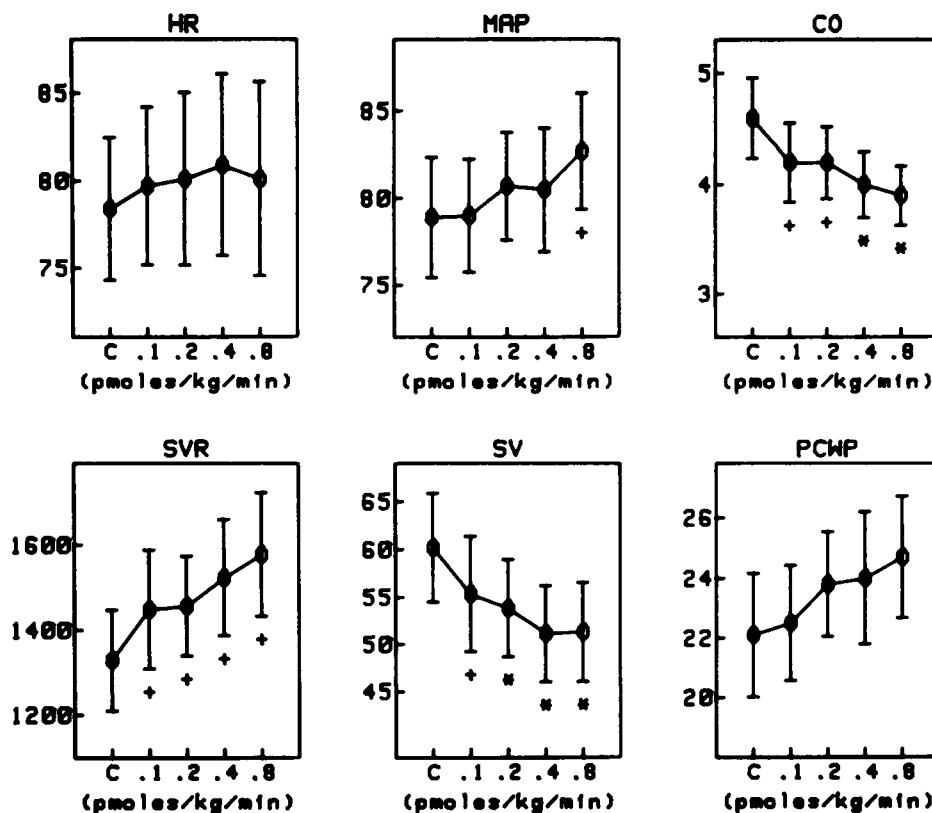 HR
85
80
75
C .1 .2 .4 .8
(pmoles/kg/min)
MAP
85
80
75
+
C .1 .2 .4 .8
(pmoles/kg/min)
CO
5
4
3
+ + * *
C .1 .2 .4 .8
(pmoles/kg/min)
SVR
1600
1400
1200
+ + + +
C .1 .2 .4 .8
(pmoles/kg/min)
SV
65
60
55
50
45
+ * * *
C .1 .2 .4 .8
(pmoles/kg/min)
PCWP
26
24
22
20
C .1 .2 .4 .8
(pmoles/kg/min)